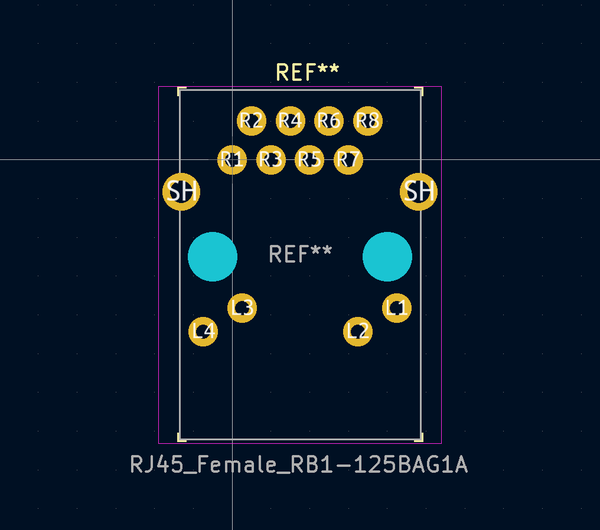 REF**
R2 R4 R6 R8
R1 R3 R5 R7
SH SH
REF**
L3 L1
L4 L2
RJ45_Female_RB1-125BAG1A